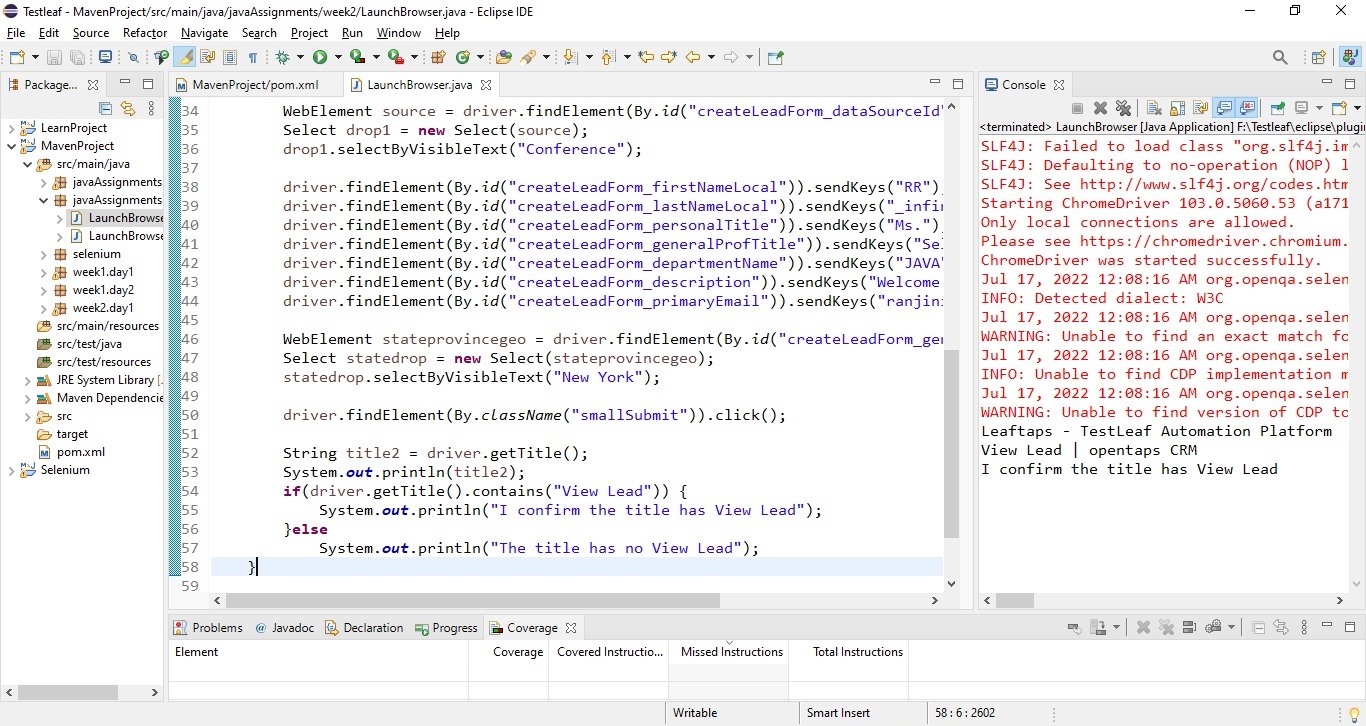 Testleaf - MavenProject/src/main/java/javaAssignments/week2/LaunchBrowser.java - Eclipse IDE
File Edit Source Refactor Navigate Search Project Run Window Help
Package...
LearnProject
MavenProject
src/main/java
javaAssignments
javaAssignments
LaunchBrowse
LaunchBrowse
selenium
week1.day1
week1.day2
week2.day1
src/main/resources
src/test/java
src/test/resources
JRE System Library [.
Maven Dependencie
src
target
pom.xml
Selenium
MavenProject/pom.xml LaunchBrowser.java
34 WebElement source = driver.findElement(By.id("createLeadForm_dataSourceId"
35 Select drop1 = new Select(source);
36 drop1.selectByVisibleText("Conference");
37
38 driver.findElement(By.id("createLeadForm_firstNameLocal")).sendKeys("RR")
39 driver.findElement(By.id("createLeadForm_lastNameLocal")).sendKeys("_infi
40 driver.findElement(By.id("createLeadForm_personalTitle")).sendKeys("Ms.")
41 driver.findElement(By.id("createLeadForm_generalProfTitle")).sendKeys("Se
42 driver.findElement(By.id("createLeadForm_departmentName")).sendKeys("JAVA"
43 driver.findElement(By.id("createLeadForm_description")).sendKeys("Welcome
44 driver.findElement(By.id("createLeadForm_primaryEmail")).sendKeys("ranjini
45
46 WebElement stateprovincegeo = driver.findElement(By.id("createLeadForm_ge
47 Select statedrop = new Select(stateprovincegeo);
48 statedrop.selectByVisibleText("New York");
49
50 driver.findElement(By.className("smallSubmit")).click();
51
52 String title2 = driver.getTitle();
53 System.out.println(title2);
54 if(driver.getTitle().contains("View Lead")) {
55 System.out.println("I confirm the title has View Lead");
56 }else
57 System.out.println("The title has no View Lead");
58 }
59
Console
<terminated> LaunchBrowser [Java Application] F:\Testleaf\eclipse\plugin
SLF4J: Failed to load class "org.slf4j.im
SLF4J: Defaulting to no-operation (NOP) l
SLF4J: See http://www.slf4j.org/codes.htm
Starting ChromeDriver 103.0.5060.53 (a171
Only local connections are allowed.
Please see https://chromedriver.chromium.
ChromeDriver was started successfully.
Jul 17, 2022 12:08:16 AM org.openqa.selen
INFO: Detected dialect: W3C
Jul 17, 2022 12:08:16 AM org.openqa.selen
WARNING: Unable to find an exact match fo
Jul 17, 2022 12:08:16 AM org.openqa.selen
INFO: Unable to find CDP implementation m
Jul 17, 2022 12:08:16 AM org.openqa.selen
WARNING: Unable to find version of CDP to
Leaftaps - TestLeaf Automation Platform
View Lead | opentaps CRM
I confirm the title has View Lead
Problems @ Javadoc Declaration Progress Coverage
Element Coverage Covered Instructio... Missed Instructions Total Instructions
Writable Smart Insert 58 : 6 : 2602